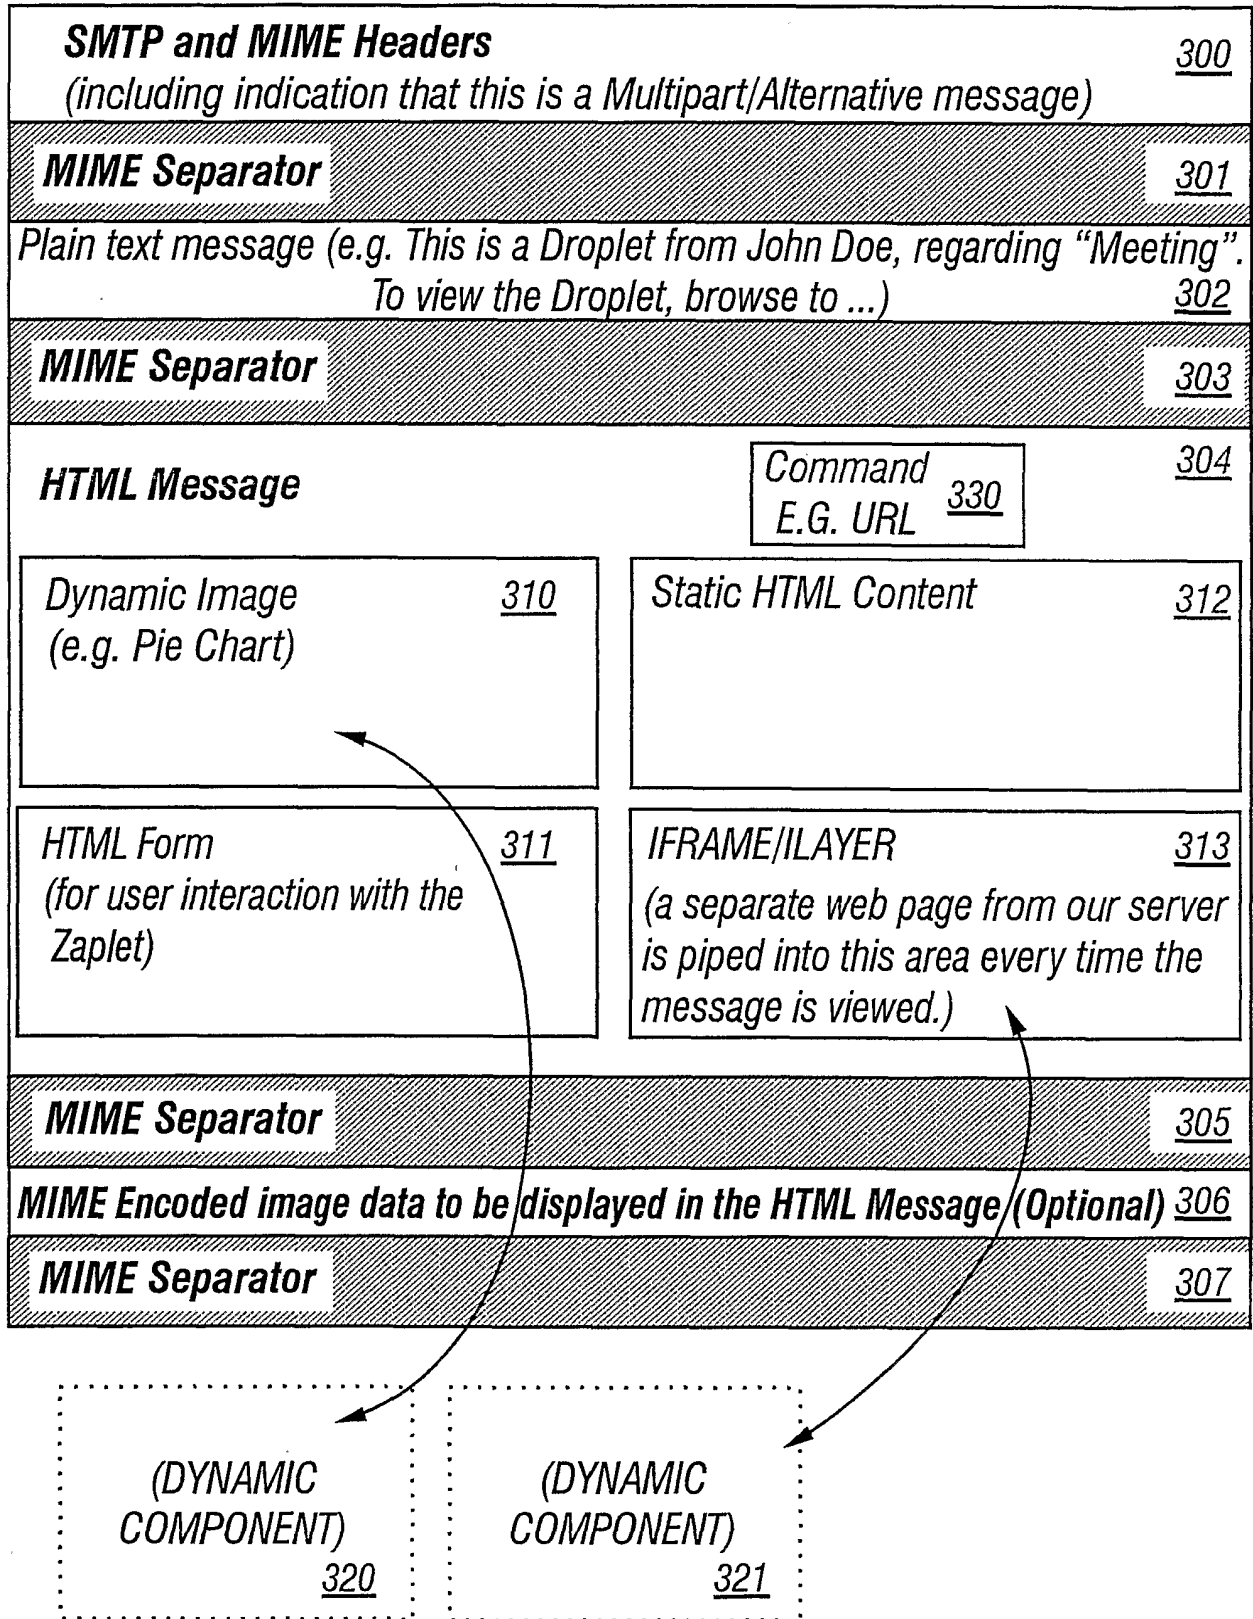 SMTP and MIME Headers 300
(including indication that this is a Multipart/Alternative message)
MIME Separator 301
Plain text message (e.g. This is a Droplet from John Doe, regarding “Meeting”.
To view the Droplet, browse to ...) 302
MIME Separator 303
HTML Message 304
Command
E.G. URL 330
Dynamic Image 310
(e.g. Pie Chart)
Static HTML Content 312
HTML Form 311
(for user interaction with the
Zaplet)
IFRAME/ILAYER 313
(a separate web page from our server
is piped into this area every time the
message is viewed.)
MIME Separator 305
MIME Encoded image data to be displayed in the HTML Message (Optional) 306
MIME Separator 307
(DYNAMIC
COMPONENT)
320
(DYNAMIC
COMPONENT)
321